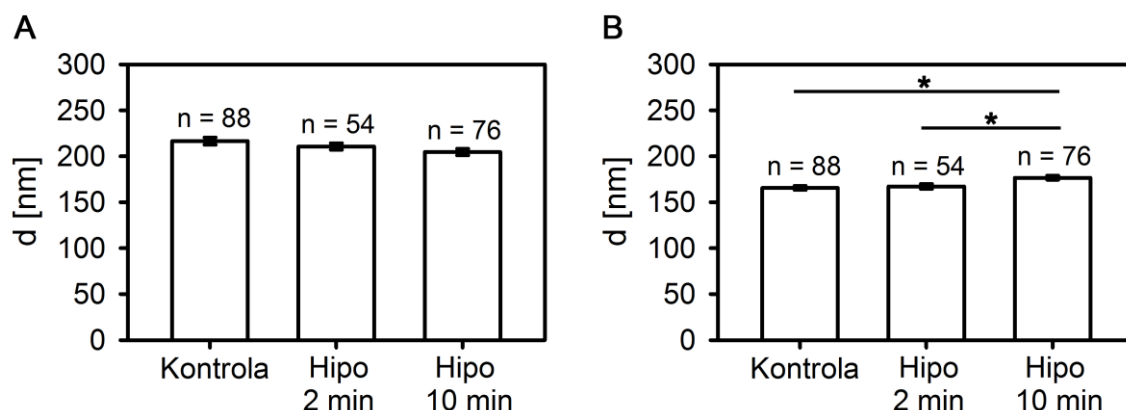 A
300
250
200
150
100
50
0
d [nm]
n = 88
n = 54
n = 76
Kontrola
Hipo
2 min
Hipo
10 min
B
300
250
200
150
100
50
0
d [nm]
*
*
n = 88
n = 54
n = 76
Kontrola
Hipo
2 min
Hipo
10 min